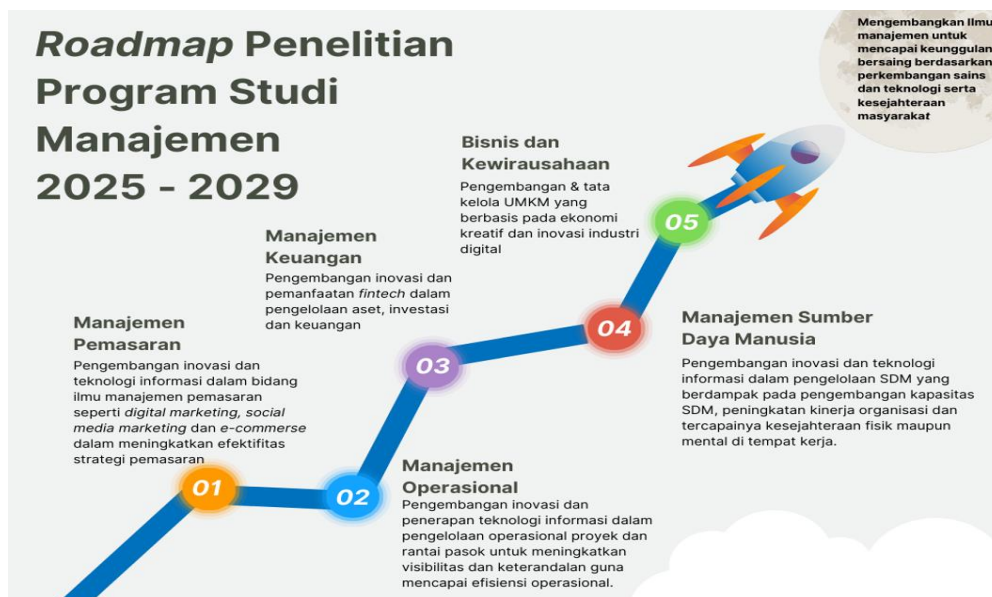 Roadmap Penelitian
Program Studi
Manajemen
2025 - 2029
Mengembangkan Ilmu
manajemen untuk
mencapai keunggulan
bersaing berdasarkan
perkembangan sains
dan teknologi serta
kesejahteraan
masyarakat
Bisnis dan
Kewirausahaan
Pengembangan & tata
kelola UMKM yang
berbasis pada ekonomi
kreatif dan inovasi industri
digital
05
Manajemen
Keuangan
Pengembangan inovasi dan
pemanfaatan fintech dalam
pengelolaan aset, investasi
dan keuangan
04
Manajemen Sumber
Daya Manusia
Pengembangan inovasi dan teknologi
informasi dalam pengelolaan SDM yang
berdampak pada pengembangan kapasitas
SDM, peningkatan kinerja organisasi dan
tercapainya kesejahteraan fisik maupun
mental di tempat kerja.
Manajemen
Pemasaran
Pengembangan inovasi dan
teknologi informasi dalam bidang
ilmu manajemen pemasaran
seperti digital marketing, social
media marketing dan e-commerse
dalam meningkatkan efektifitas
strategi pemasaran
03
01
02
Manajemen
Operasional
Pengembangan inovasi dan
penerapan teknologi informasi dalam
pengelolaan operasional proyek dan
rantai pasok untuk meningkatkan
visibilitas dan keterandalan guna
mencapai efisiensi operasional.